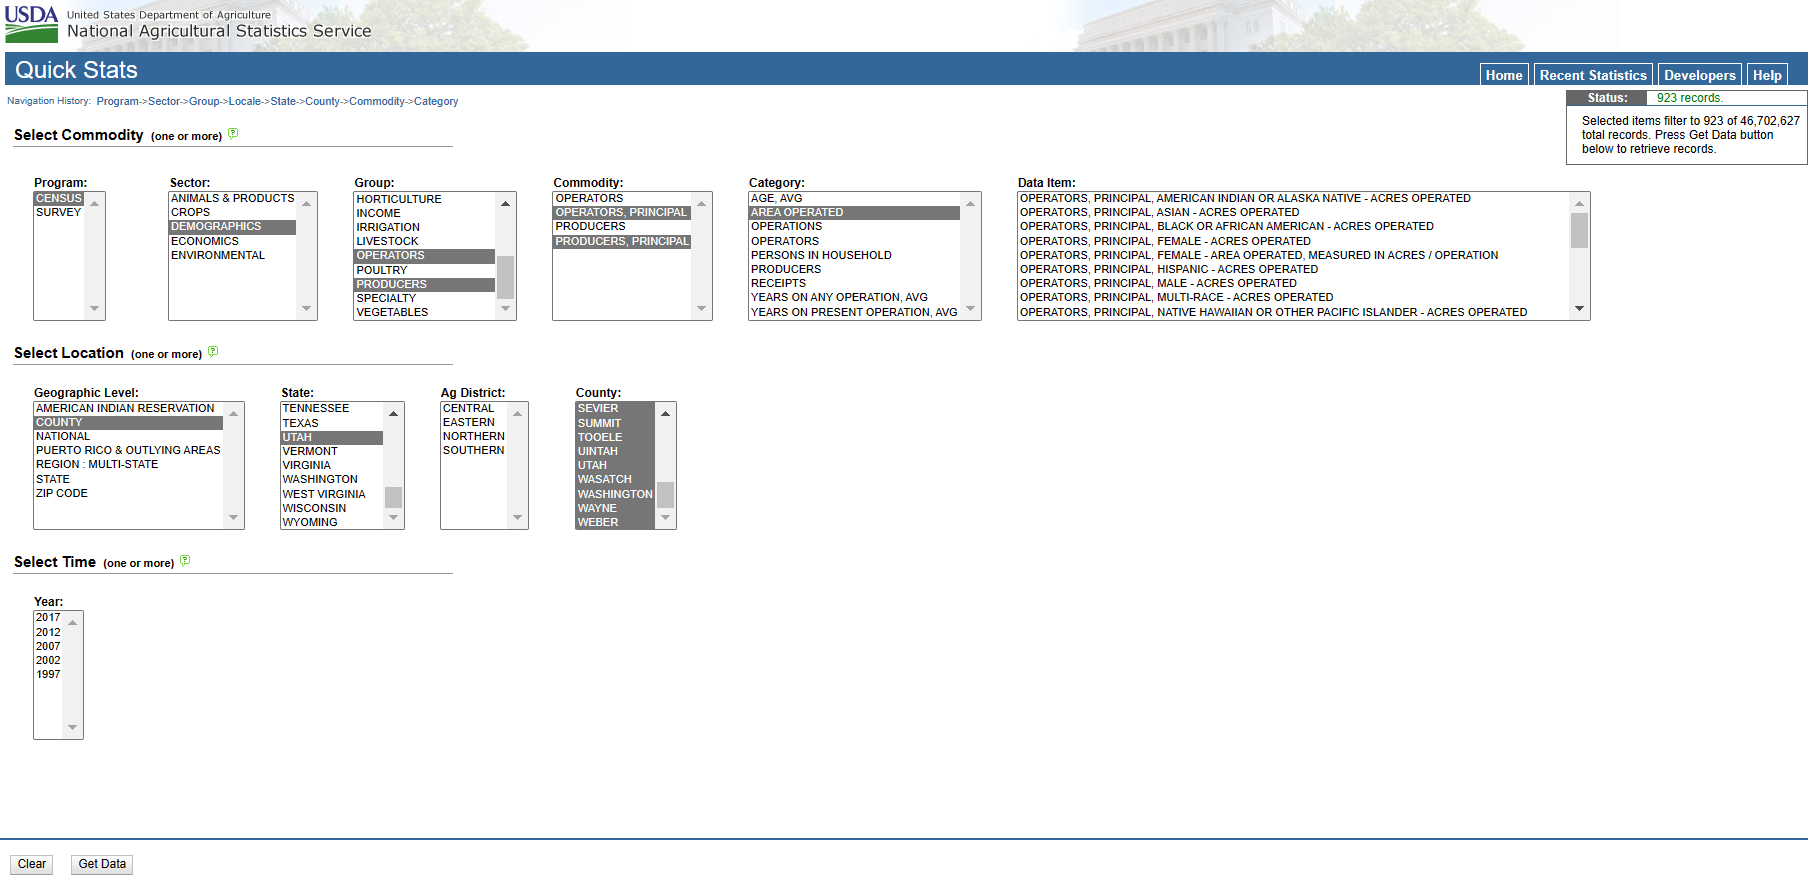 USDA
United States Department of Agriculture
National Agricultural Statistics Service
Quick Stats
Home
Recent Statistics
Developers
Help
Navigation History: Program->Sector->Group->Locale->State->County->Commodity->Category
Status: 923 records.
Selected items filter to 923 of 46,702,627
total records. Press Get Data button
below to retrieve records.
Select Commodity (one or more) ?
Program:
CENSUS
SURVEY
Sector:
ANIMALS & PRODUCTS
CROPS
DEMOGRAPHICS
ECONOMICS
ENVIRONMENTAL
Group:
HORTICULTURE
INCOME
IRRIGATION
LIVESTOCK
OPERATORS
POULTRY
PRODUCERS
SPECIALTY
VEGETABLES
Commodity:
OPERATORS
OPERATORS, PRINCIPAL
PRODUCERS
PRODUCERS, PRINCIPAL
Category:
AGE, AVG
AREA OPERATED
OPERATIONS
OPERATORS
PERSONS IN HOUSEHOLD
PRODUCERS
RECEIPTS
YEARS ON ANY OPERATION, AVG
YEARS ON PRESENT OPERATION, AVG
Data Item:
OPERATORS, PRINCIPAL, AMERICAN INDIAN OR ALASKA NATIVE - ACRES OPERATED
OPERATORS, PRINCIPAL, ASIAN - ACRES OPERATED
OPERATORS, PRINCIPAL, BLACK OR AFRICAN AMERICAN - ACRES OPERATED
OPERATORS, PRINCIPAL, FEMALE - ACRES OPERATED
OPERATORS, PRINCIPAL, FEMALE - AREA OPERATED, MEASURED IN ACRES / OPERATION
OPERATORS, PRINCIPAL, HISPANIC - ACRES OPERATED
OPERATORS, PRINCIPAL, MALE - ACRES OPERATED
OPERATORS, PRINCIPAL, MULTI-RACE - ACRES OPERATED
OPERATORS, PRINCIPAL, NATIVE HAWAIIAN OR OTHER PACIFIC ISLANDER - ACRES OPERATED
Select Location (one or more) ?
Geographic Level:
AMERICAN INDIAN RESERVATION
COUNTY
NATIONAL
PUERTO RICO & OUTLYING AREAS
REGION : MULTI-STATE
STATE
ZIP CODE
State:
TENNESSEE
TEXAS
UTAH
VERMONT
VIRGINIA
WASHINGTON
WEST VIRGINIA
WISCONSIN
WYOMING
Ag District:
CENTRAL
EASTERN
NORTHERN
SOUTHERN
County:
SEVIER
SUMMIT
TOOELE
UINTAH
UTAH
WASATCH
WASHINGTON
WAYNE
WEBER
Select Time (one or more) ?
Year:
2017
2012
2007
2002
1997
Clear
Get Data